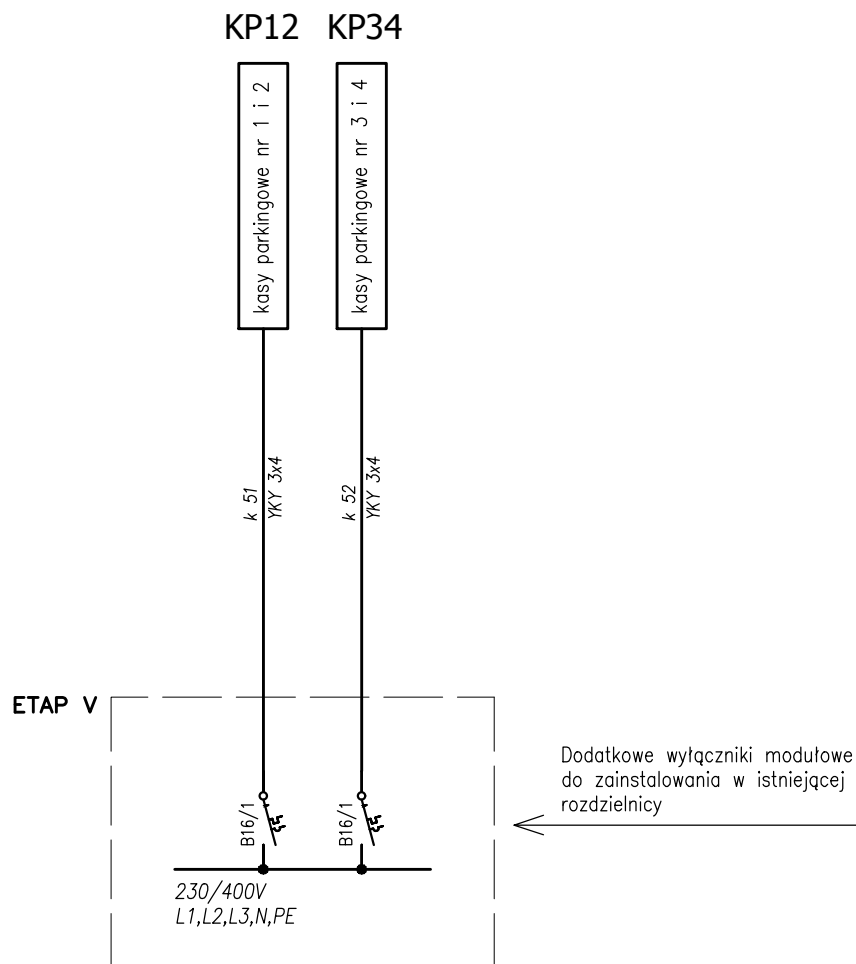 KP12 KP34
kasy parkingowe nr 1 i 2
kasy parkingowe nr 3 i 4
k 51
YKY 3x4
k 52
YKY 3x4
ETAP V
B16/1
B16/1
230/400V
L1,L2,L3,N,PE
Dodatkowe wyłączniki modułowe
do zainstalowania w istniejącej
rozdzielnicy